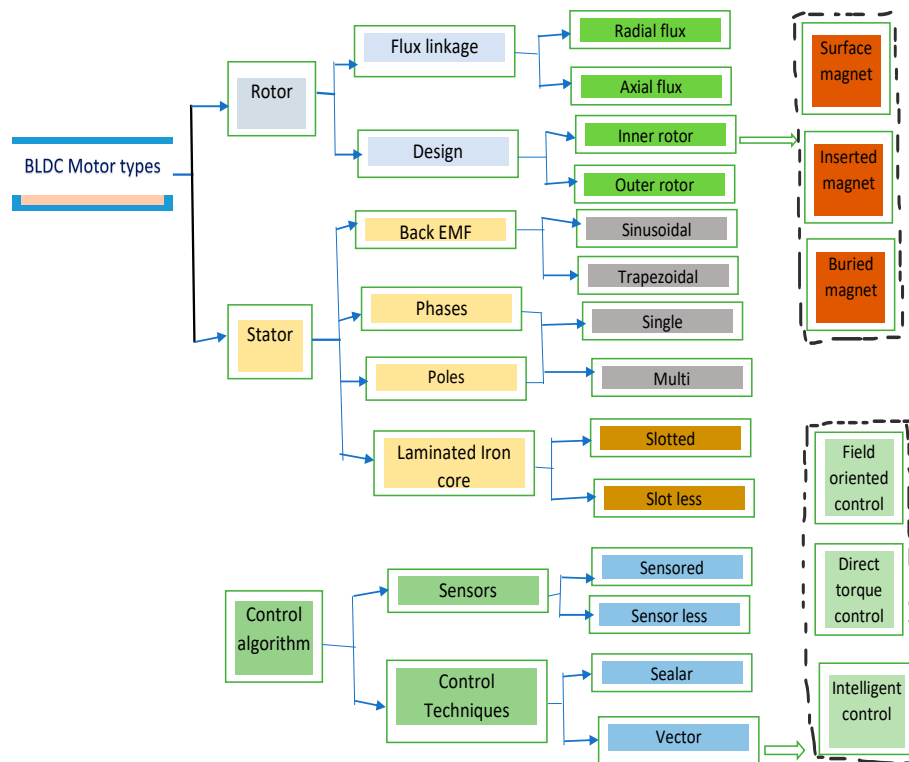 BLDC Motor types
Rotor
Flux linkage
Radial flux
Axial flux
Design
Inner rotor
Outer rotor
Surface
magnet
Inserted
magnet
Buried
magnet
Stator
Back EMF
Sinusoidal
Trapezoidal
Phases
Single
Poles
Multi
Laminated Iron
core
Slotted
Slot less
Control
algorithm
Sensors
Sensored
Sensor less
Control
Techniques
Sealar
Vector
Field
oriented
control
Direct
torque
control
Intelligent
control